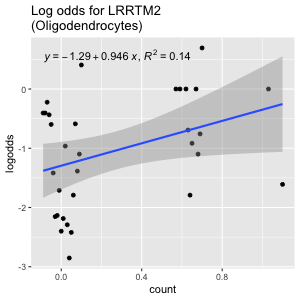 Log odds for LRRTM2
(Oligodendrocytes)
y = −1.29 + 0.946 x, R² = 0.14
0
-1
-2
-3
logodds
0.0 0.4 0.8
count